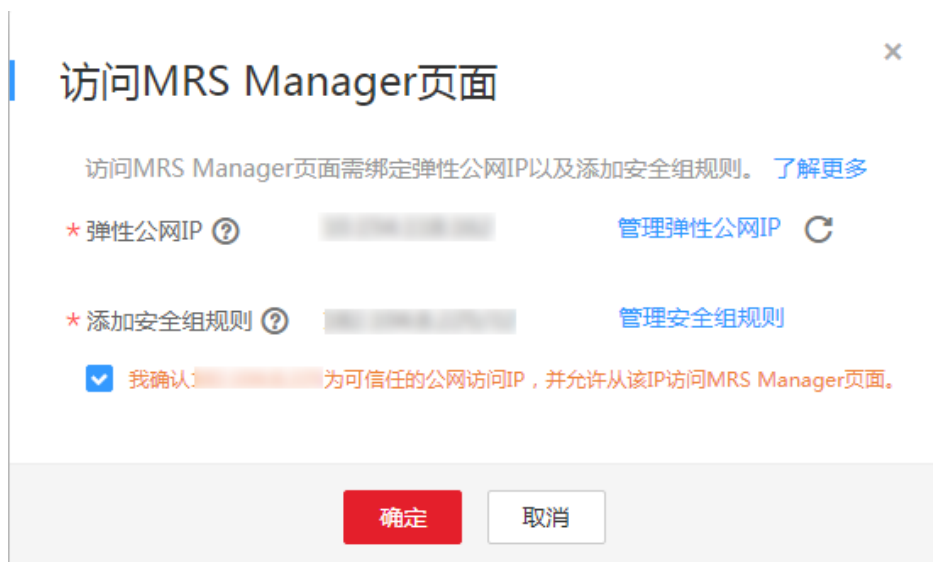 访问MRS Manager页面
访问MRS Manager页面需绑定弹性公网IP以及添加安全组规则。 了解更多
* 弹性公网IP ? 管理弹性公网IP
* 添加安全组规则 ? 管理安全组规则
我确认 为可信任的公网访问IP，并允许从该IP访问MRS Manager页面。
确定 取消